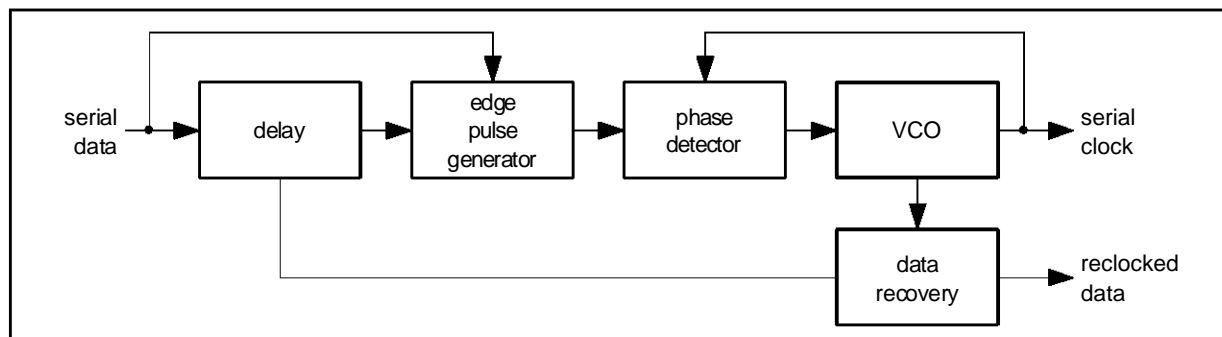 serial
data
delay
edge
pulse
generator
phase
detector
VCO
serial
clock
data
recovery
reclocked
data